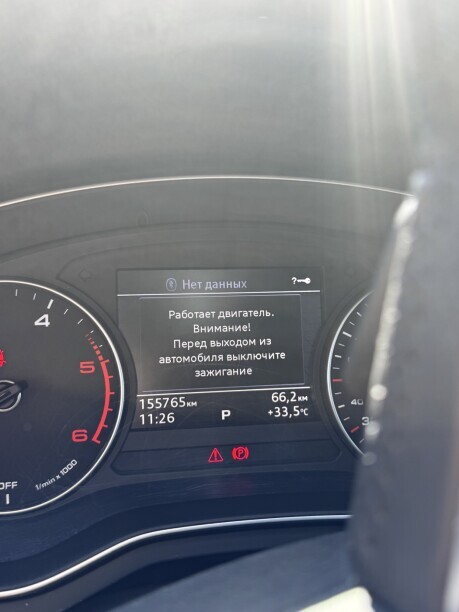 Нет данных
?
Работает двигатель.
Внимание!
Перед выходом из
автомобиля выключите
зажигание
4
5
6
1/min x 1000
OFF
155765км 66,2км
11:26 P +33,5°C
40
P